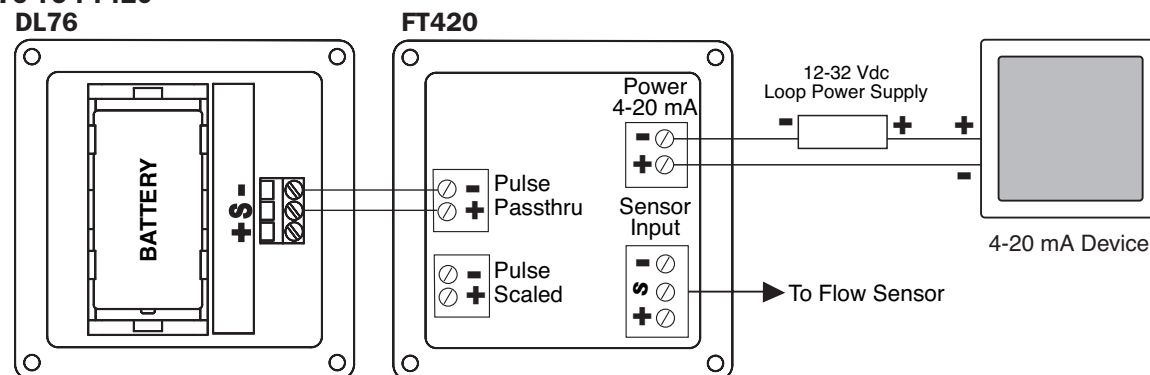 DL76
FT420
BATTERY
+ S -
Power
4-20 mA
-
+
Pulse
- Passthru
+
Pulse
- Scaled
+
Sensor
Input
-
S
+
To Flow Sensor
12-32 Vdc
Loop Power Supply
- +
+
-
4-20 mA Device